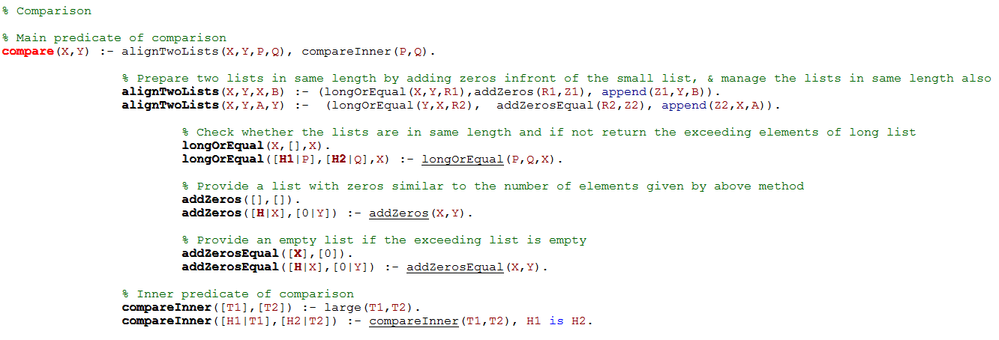 % Comparison
% Main predicate of comparison
compare(X,Y) :- alignTwoLists(X,Y,P,Q), compareInner(P,Q).
% Prepare two lists in same length by adding zeros infront of the small list, & manage the lists in same length also
alignTwoLists(X,Y,X,B) :- (longOrEqual(X,Y,R1),addZeros(R1,Z1), append(Z1,Y,B)).
alignTwoLists(X,Y,A,Y) :-  (longOrEqual(Y,X,R2),  addZerosEqual(R2,Z2), append(Z2,X,A)).
% Check whether the lists are in same length and if not return the exceeding elements of long list
longOrEqual(X,[],X).
longOrEqual([H1|P],[H2|Q],X) :- longOrEqual(P,Q,X).
% Provide a list with zeros similar to the number of elements given by above method
addZeros([],[]).
addZeros([H|X],[0|Y]) :- addZeros(X,Y).
% Provide an empty list if the exceeding list is empty
addZerosEqual([X],[0]).
addZerosEqual([H|X],[0|Y]) :- addZerosEqual(X,Y).
% Inner predicate of comparison
compareInner([T1],[T2]) :- large(T1,T2).
compareInner([H1|T1],[H2|T2]) :- compareInner(T1,T2), H1 is H2.